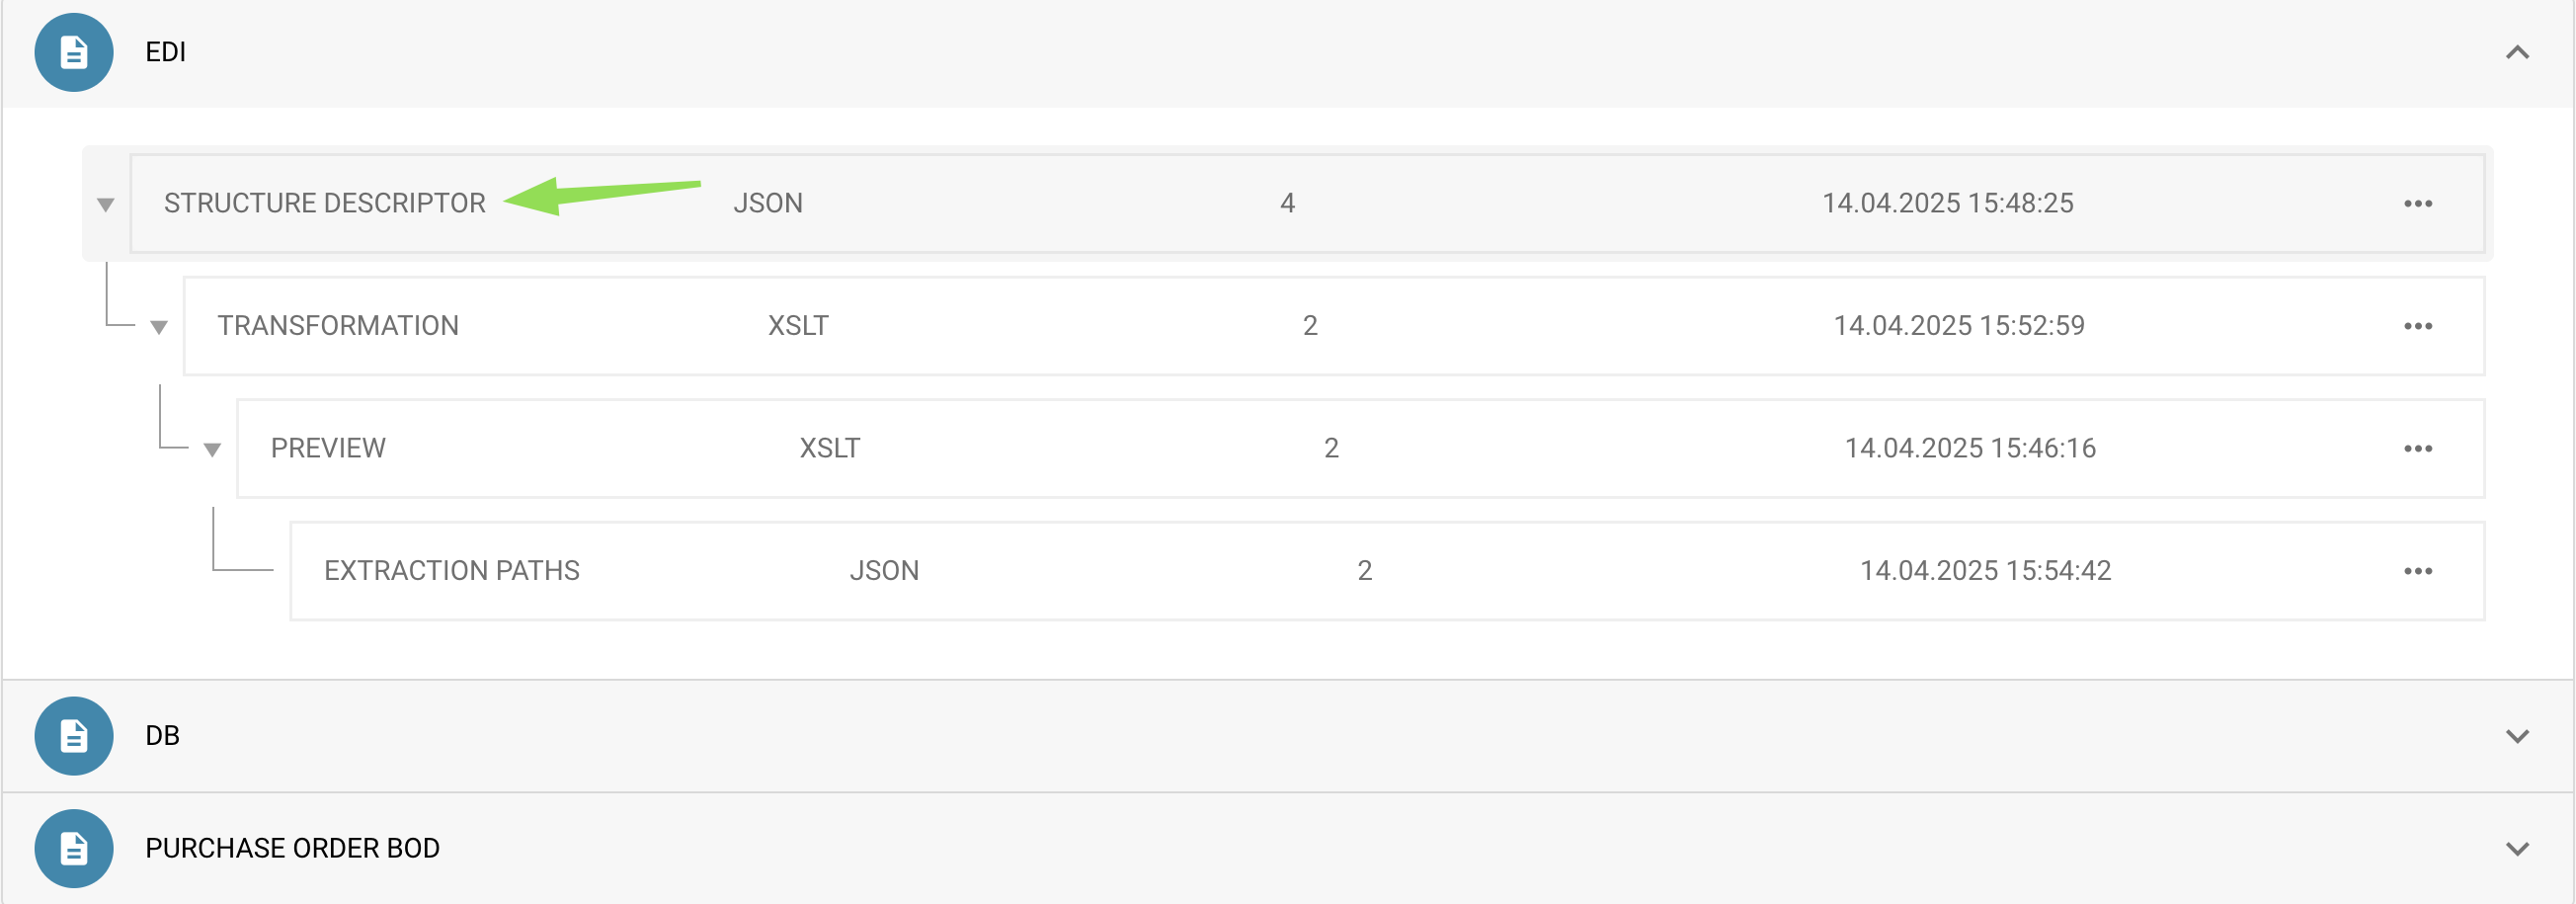 EDI
STRUCTURE DESCRIPTOR JSON 4 14.04.2025 15:48:25
TRANSFORMATION XSLT 2 14.04.2025 15:52:59
PREVIEW XSLT 2 14.04.2025 15:46:16
EXTRACTION PATHS JSON 2 14.04.2025 15:54:42
DB
PURCHASE ORDER BOD